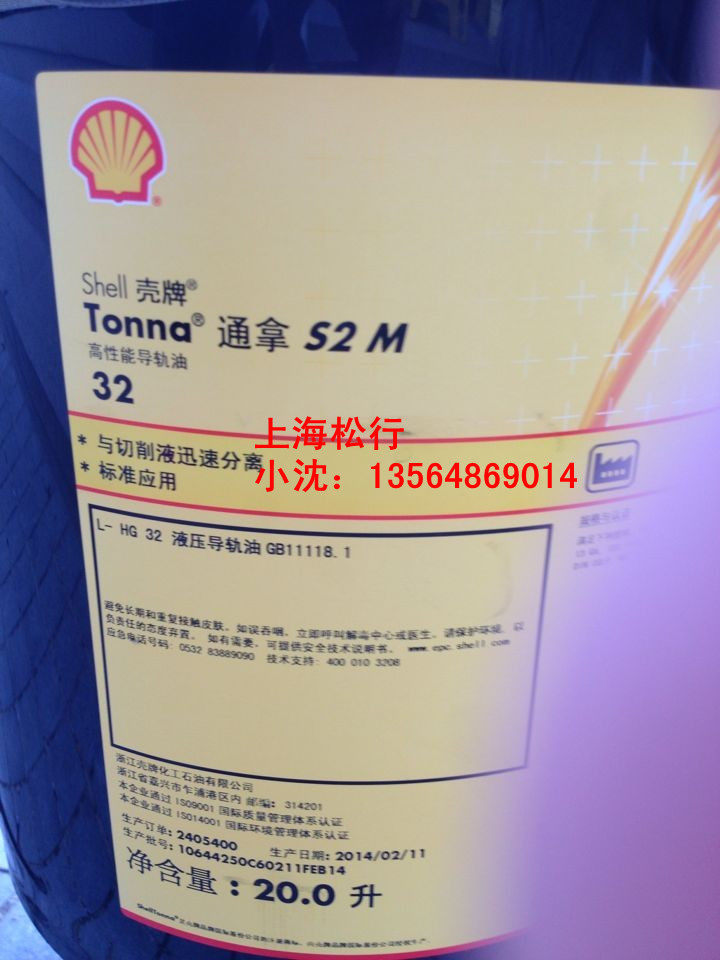 Shell 壳牌®
Tonna® 通拿 S2 M
高性能导轨油
32
上海松行
* 与切削液迅速分离
* 标准应用
小沈：13564869014
L- HG 32 液压导轨油 GB11118.1
避免长期和重复接触皮肤。如误吞咽，立即呼叫解毒中心或医生。请保护环境，以
负责任的态度弃置。 如有需要，可提供安全技术说明书。 www.epc.shell.com
应急电话号码: 0532 83889090 技术支持: 400 010 3208
浙江壳牌化工石油有限公司
浙江省嘉兴市乍浦港区内 邮编: 314201
本企业通过 ISO9001 国际质量管理体系认证
本企业通过 ISO14001 国际环境管理体系认证
生产订单: 2405400 生产日期: 2014/02/11
生产批号: 10644250C60211FEB14
净含量: 20.0 升